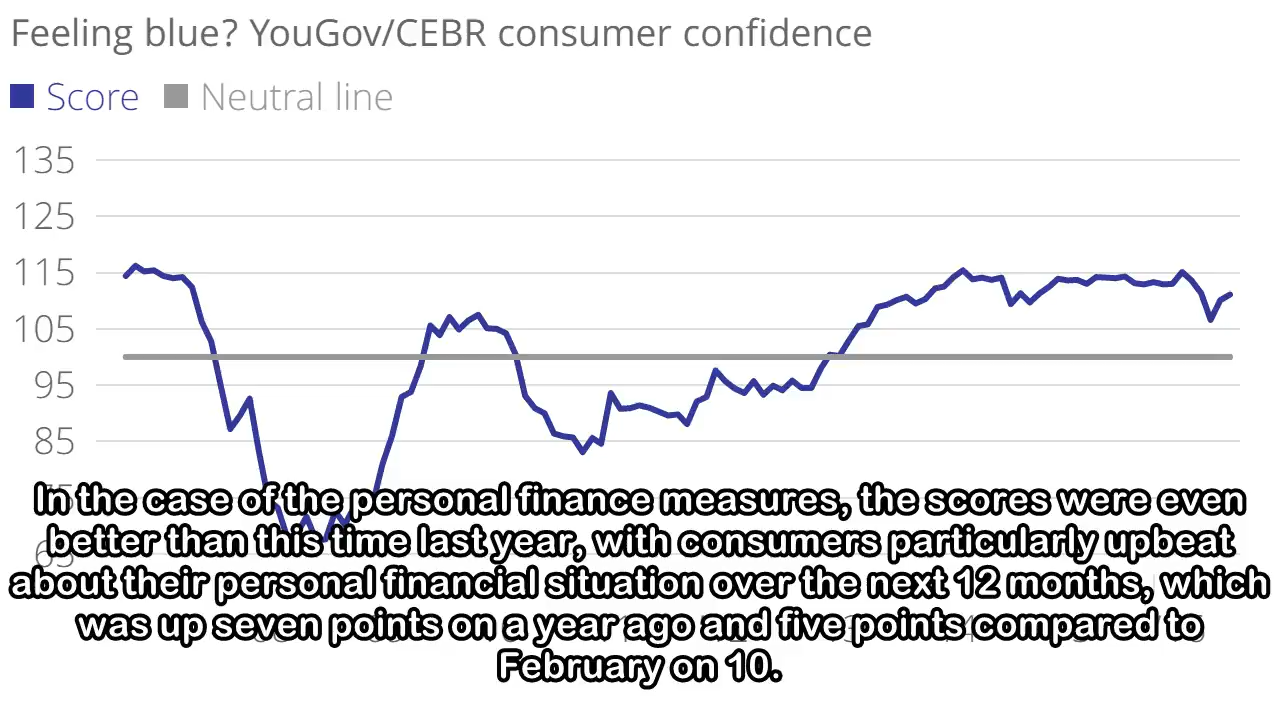 Feeling blue? YouGov/CEBR consumer confidence
Score Neutral line
135
125
115
105
95
85
65
In the case of the personal finance measures, the scores were even
better than this time last year, with consumers particularly upbeat
about their personal financial situation over the next 12 months, which
was up seven points on a year ago and five points compared to
February on 10.